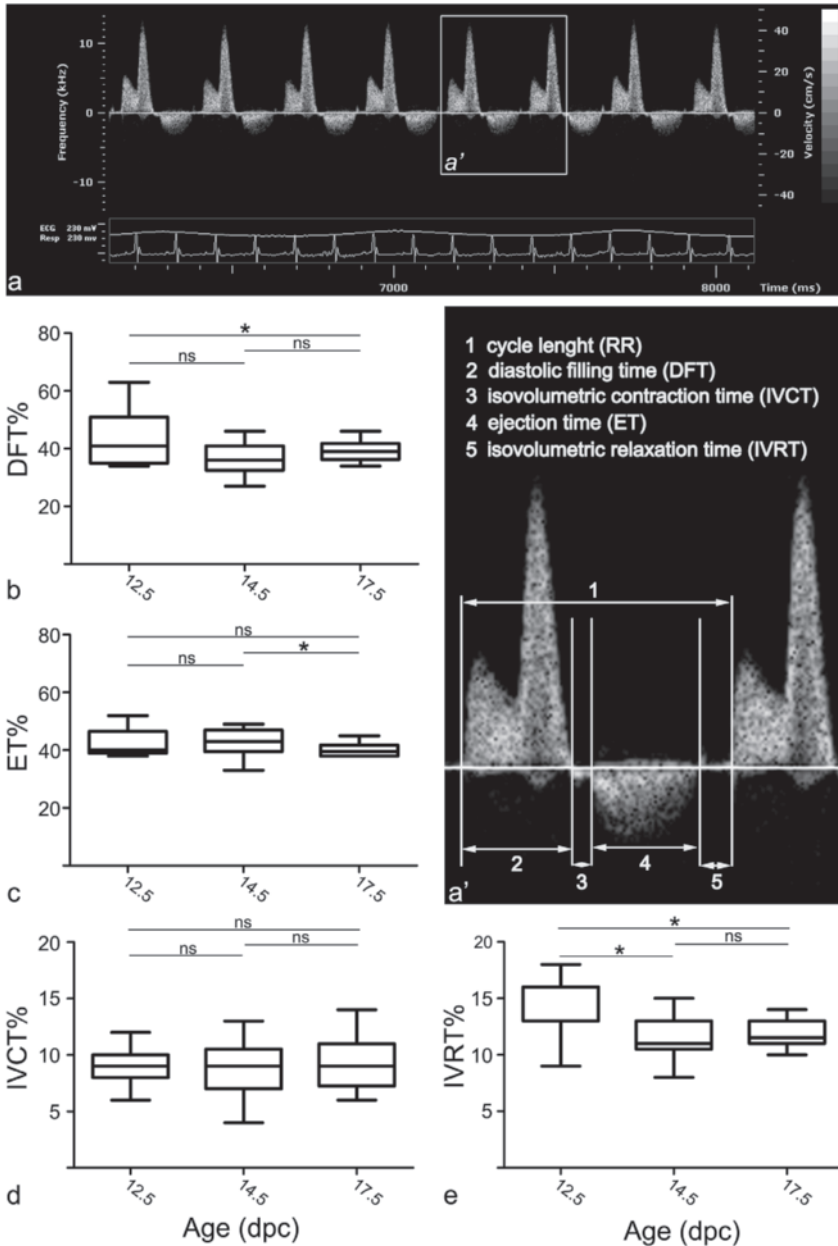 10
0
-10
Frequency (kHz)
40
20
0
-20
-40
Velocity (cm/s)
a'
ECG 230 mV
Resp 230 mv
7000
8000
Time (ms)
a
80
60
40
20
DFT%
*
ns
ns
12.5
14.5
17.5
b
80
60
40
20
ET%
ns
ns
*
12.5
14.5
17.5
c
1 cycle lenght (RR)
2 diastolic filling time (DFT)
3 isovolumetric contraction time (IVCT)
4 ejection time (ET)
5 isovolumetric relaxation time (IVRT)
1
2
3
4
5
a'
20
15
10
5
IVCT%
ns
ns
ns
12.5
14.5
17.5
d
Age (dpc)
20
15
10
5
IVRT%
*
*
ns
12.5
14.5
17.5
e
Age (dpc)